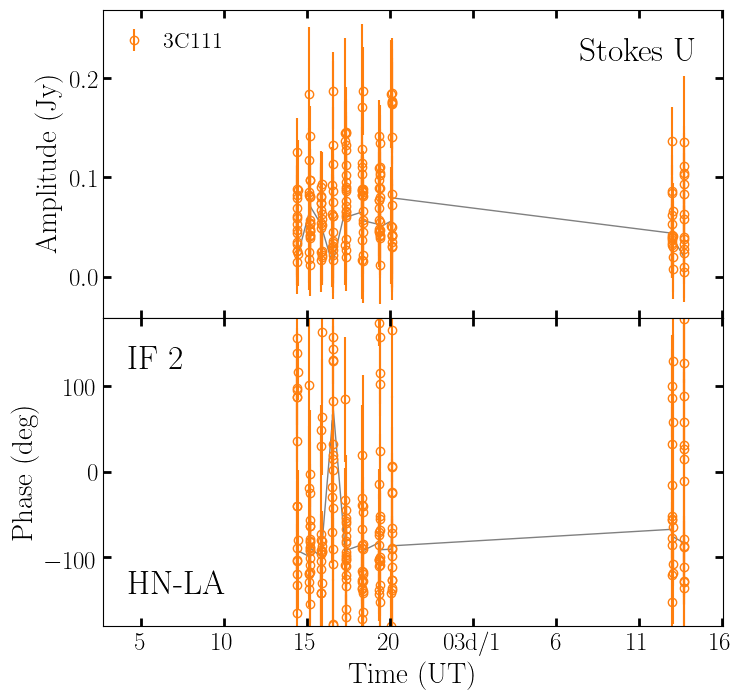 3C111
Stokes U
Amplitude (Jy)
0.2
0.1
0.0
IF 2
HN-LA
Phase (deg)
100
0
−100
5 10 15 20 03d/1 6 11 16
Time (UT)